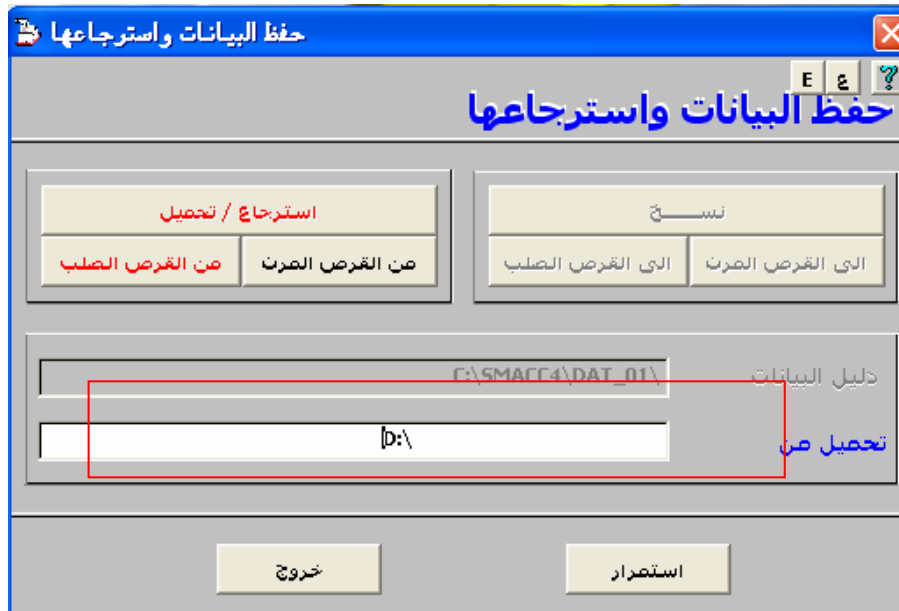 حفظ البيانات واسترجاعها
E ع ?
حفظ البيانات واسترجاعها
نســـــخ
الى القرص المرن الى القرص الصلب
استرجاع / تحميل
من القرص المرن من القرص الصلب
دليل البيانات C:\SMACC4\DAT_01\
تحميل من D:\
استمرار خروج